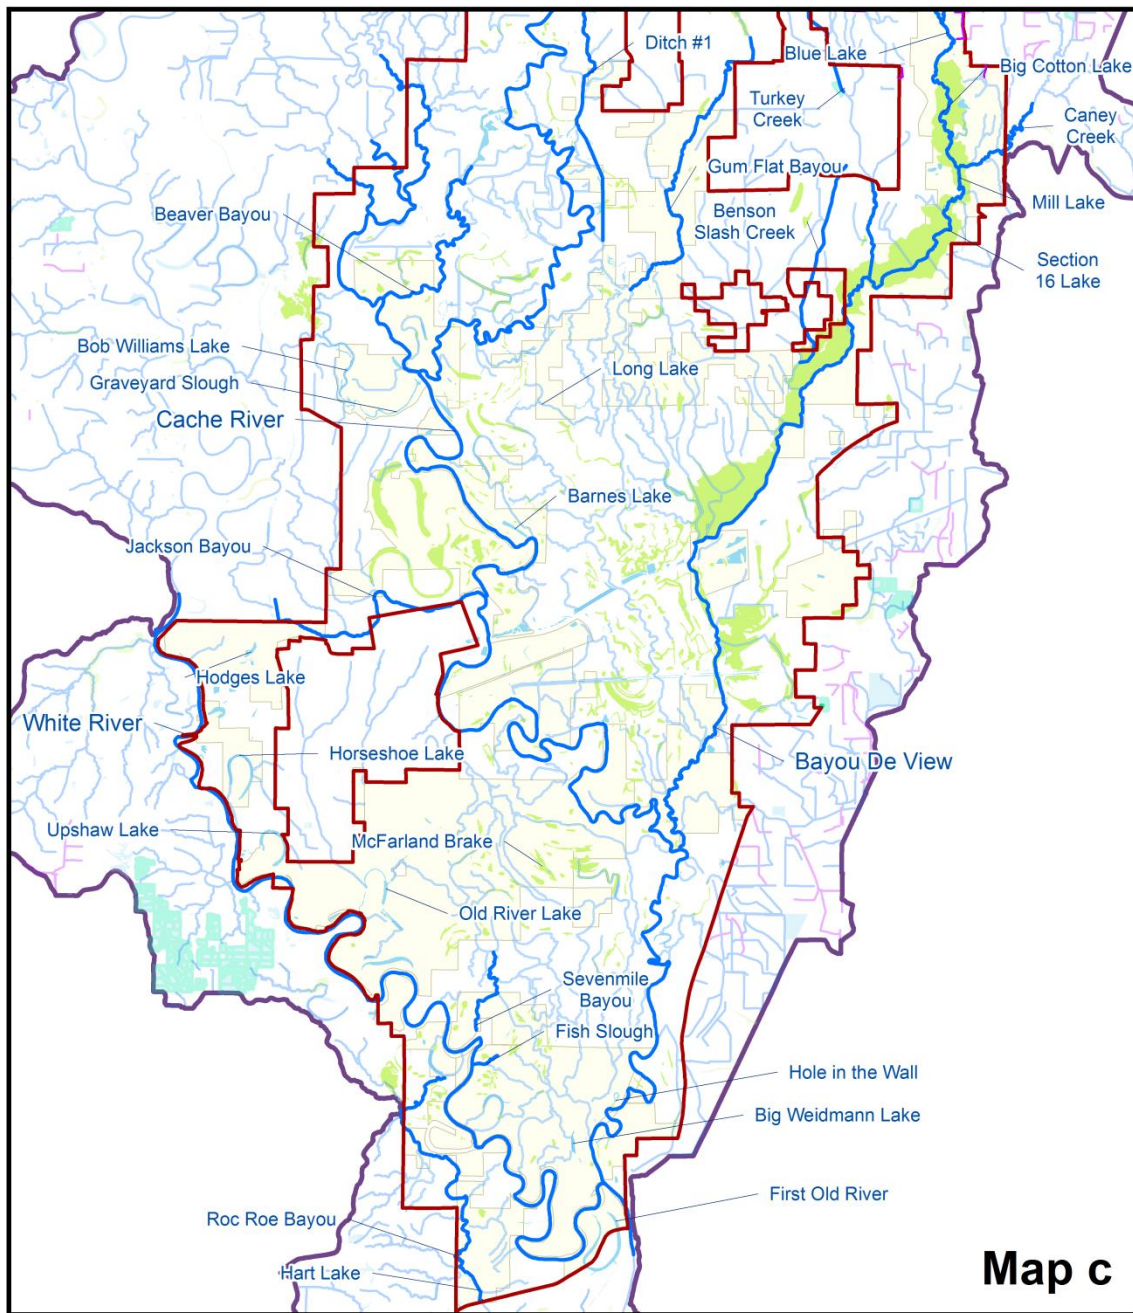 Ditch #1
Blue Lake
Big Cotton Lake
Turkey
Creek
Caney
Creek
Gum Flat Bayou
Beaver Bayou
Benson
Slash Creek
Mill Lake
Section
16 Lake
Bob Williams Lake
Graveyard Slough
Long Lake
Cache River
Barnes Lake
Jackson Bayou
Hodges Lake
White River
Horseshoe Lake
Bayou De View
Upshaw Lake
McFarland Brake
Old River Lake
Sevenmile
Bayou
Fish Slough
Hole in the Wall
Big Weidmann Lake
First Old River
Roc Roe Bayou
Hart Lake
Map c